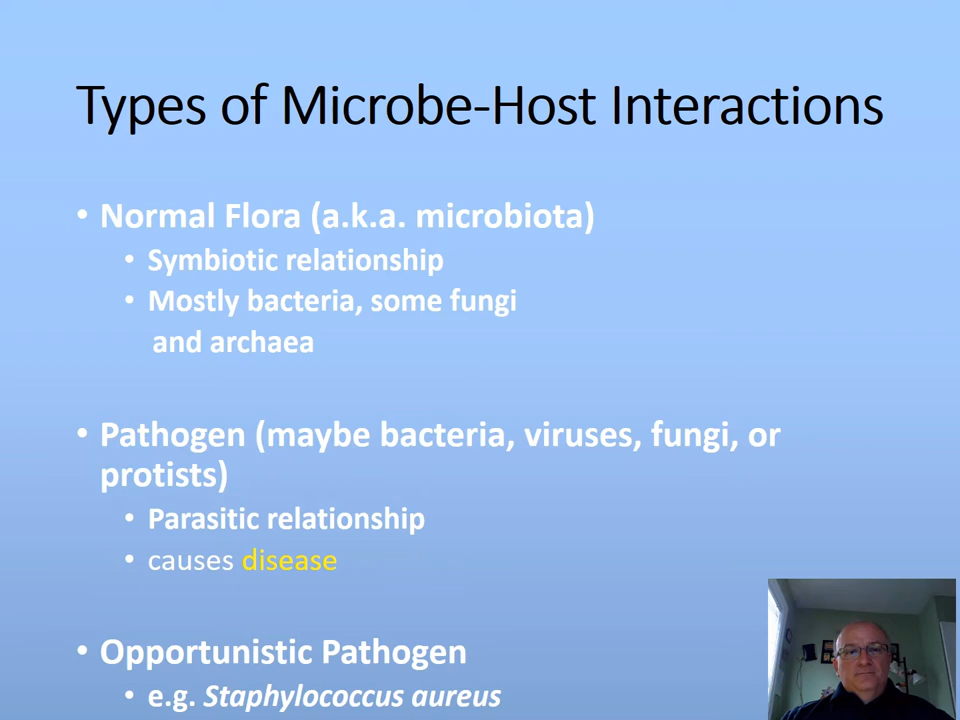 Types of Microbe-Host Interactions
• Normal Flora (a.k.a. microbiota)
• Symbiotic relationship
• Mostly bacteria, some fungi
and archaea
• Pathogen (maybe bacteria, viruses, fungi, or
protists)
• Parasitic relationship
• causes disease
• Opportunistic Pathogen
• e.g. Staphylococcus aureus